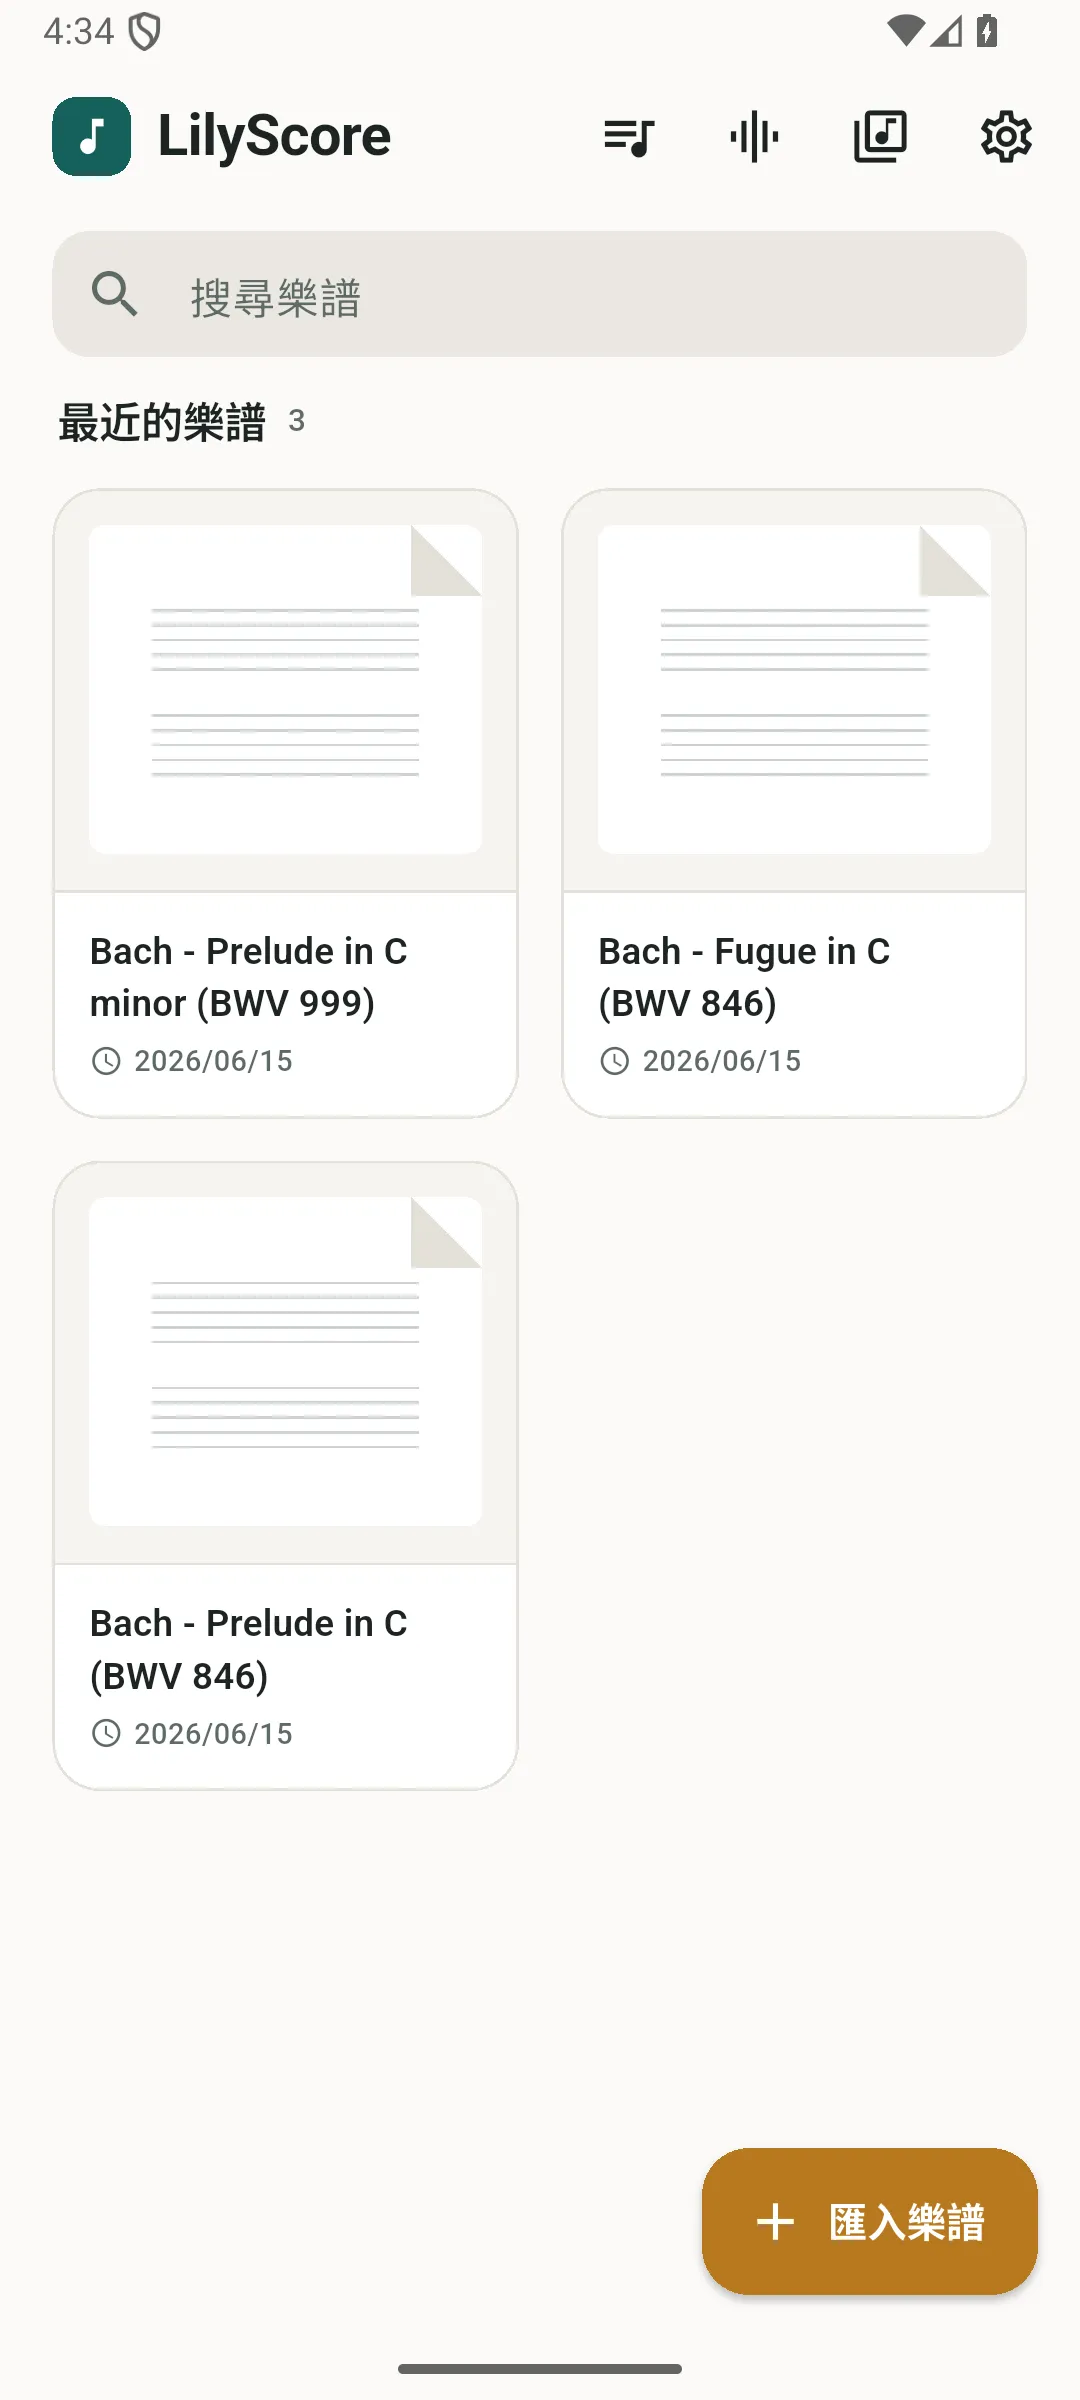 4:34
LilyScore
搜尋樂譜
最近的樂譜 3
Bach - Prelude in C
minor (BWV 999)
2026/06/15
Bach - Fugue in C
(BWV 846)
2026/06/15
Bach - Prelude in C
(BWV 846)
2026/06/15
匯入樂譜